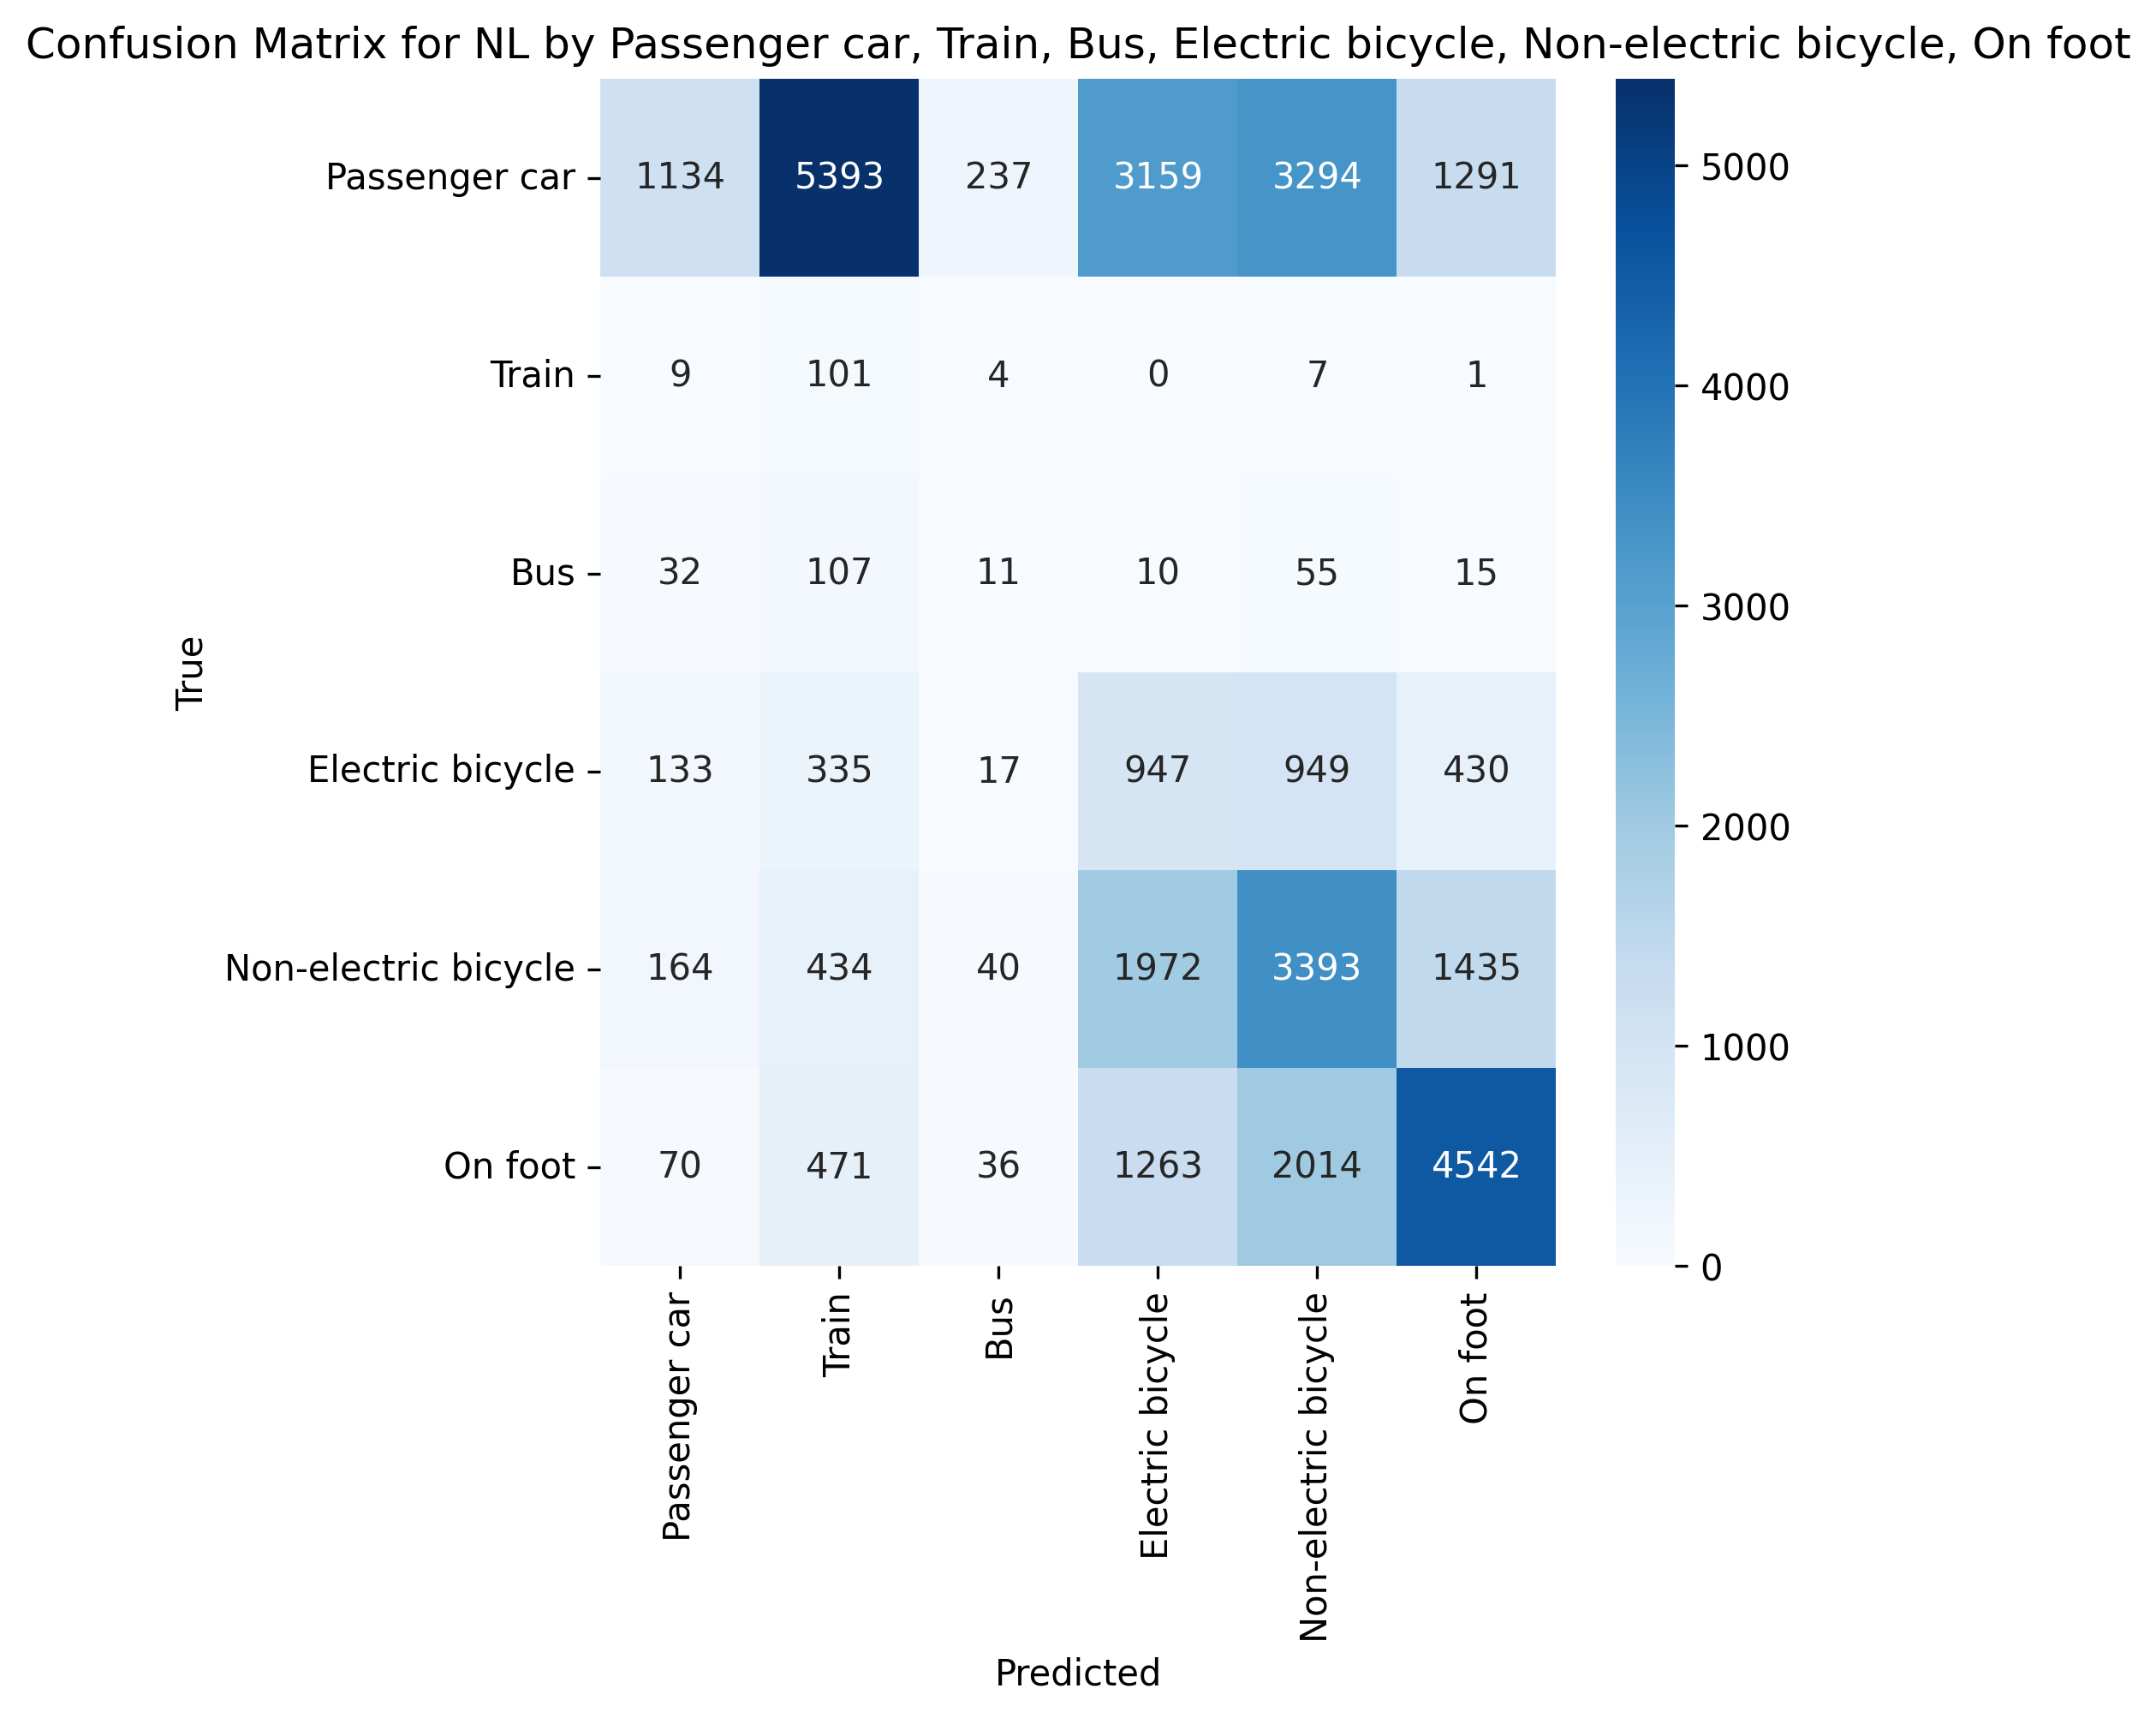 Confusion Matrix for NL by Passenger car, Train, Bus, Electric bicycle, Non-electric bicycle, On foot
Passenger car 1134 5393 237 3159 3294 1291
Train 9 101 4 0 7 1
Bus 32 107 11 10 55 15
Electric bicycle 133 335 17 947 949 430
Non-electric bicycle 164 434 40 1972 3393 1435
On foot 70 471 36 1263 2014 4542
True
Passenger car
Train
Bus
Electric bicycle
Non-electric bicycle
On foot
Predicted
5000
4000
3000
2000
1000
0